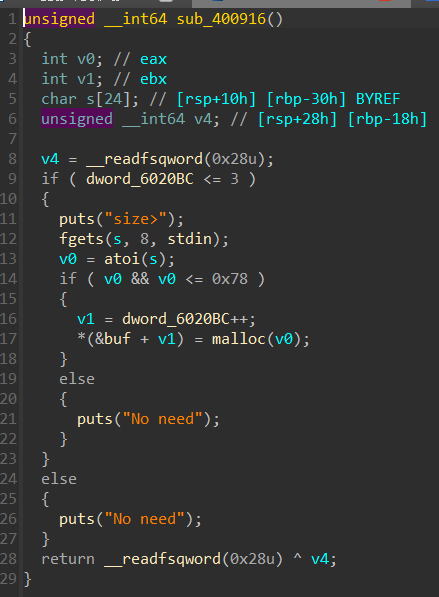 1 unsigned __int64 sub_400916()
2 {
3   int v0; // eax
4   int v1; // ebx
5   char s[24]; // [rsp+10h] [rbp-30h] BYREF
6   unsigned __int64 v4; // [rsp+28h] [rbp-18h]
7
8   v4 = __readfsqword(0x28u);
9   if ( dword_6020BC <= 3 )
10   {
11     puts("size>");
12     fgets(s, 8, stdin);
13     v0 = atoi(s);
14     if ( v0 && v0 <= 0x78 )
15     {
16       v1 = dword_6020BC++;
17       *(&buf + v1) = malloc(v0);
18     }
19     else
20     {
21       puts("No need");
22     }
23   }
24   else
25   {
26     puts("No need");
27   }
28   return __readfsqword(0x28u) ^ v4;
29 }